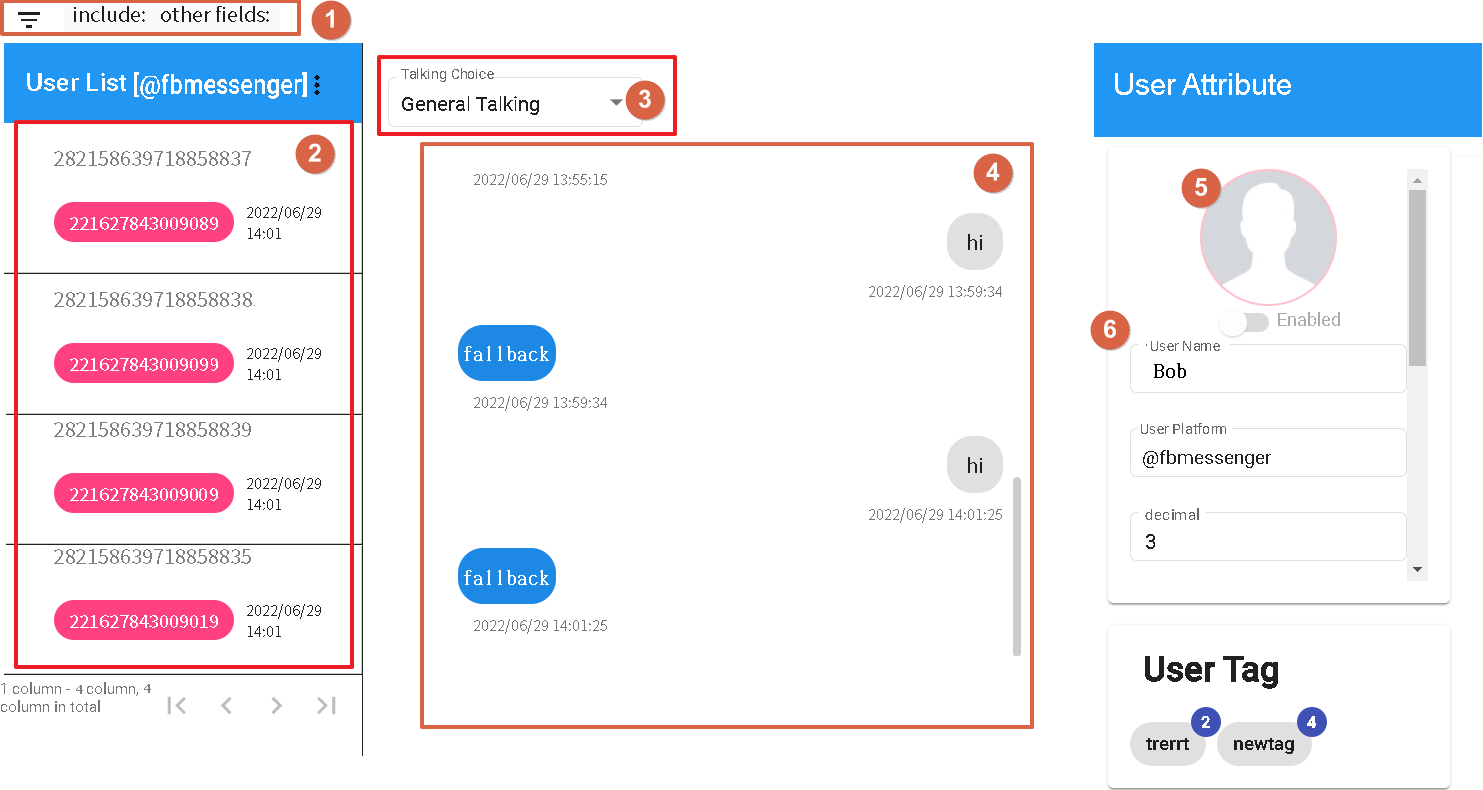 include: other fields:
1
User List [@fbmessenger]
2
282158639718858837
221627843009089
2022/06/29
14:01
282158639718858838.
221627843009099
2022/06/29
14:01
282158639718858839
221627843009009
2022/06/29
14:01
282158639718858835
221627843009019
2022/06/29
14:01
1 column - 4 column, 4
column in total
Talking Choice
General Talking
3
4
2022/06/29 13:55:15
hi
2022/06/29 13:59:34
fallback
2022/06/29 13:59:34
hi
2022/06/29 14:01:25
fallback
2022/06/29 14:01:25
User Attribute
5
Enabled
6
User Name
Bob
User Platform
@fbmessenger
decimal
3
User Tag
trerrt
2
newtag
4